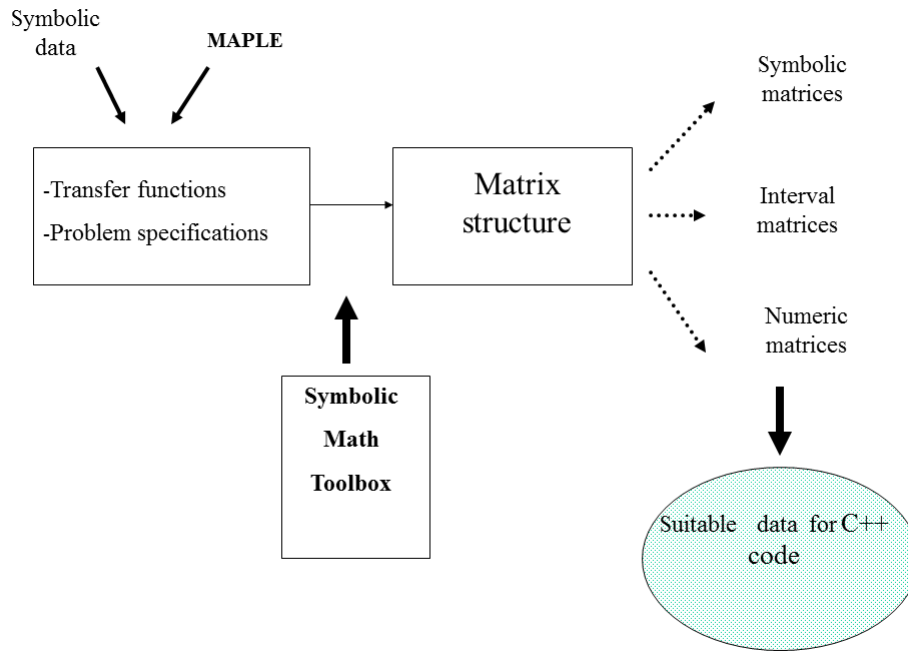 Symbolic
data
MAPLE
-Transfer functions
-Problem specifications
Matrix
structure
Symbolic
Math
Toolbox
Symbolic
matrices
Interval
matrices
Numeric
matrices
Suitable data for C++
code